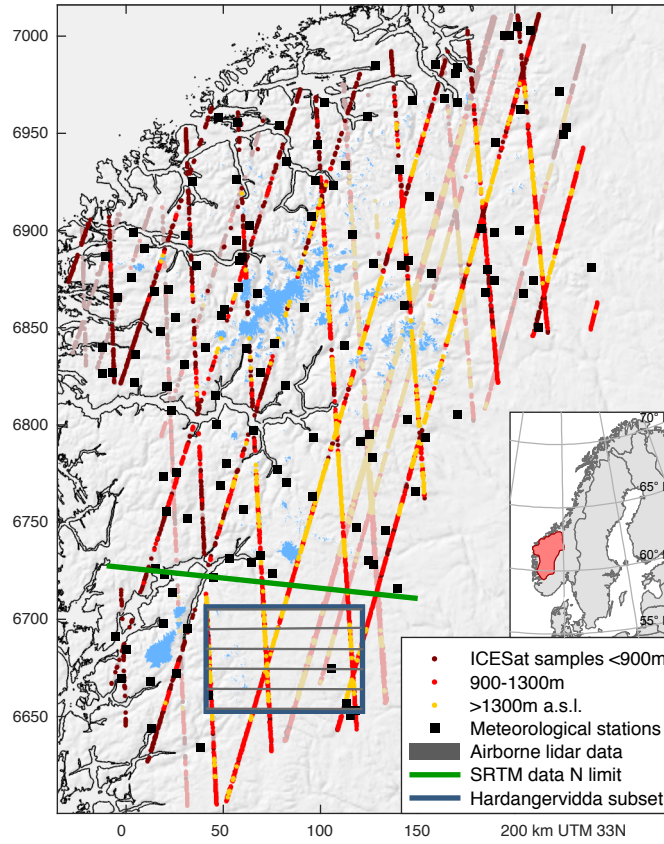 7000
6950
6900
6850
6800
6750
6700
6650
0
50
100
150
200 km UTM 33N
70°
65°
60°
55°
ICESat samples <900m
900-1300m
>1300m a.s.l.
Meteorological stations
Airborne lidar data
SRTM data N limit
Hardangervidda subset